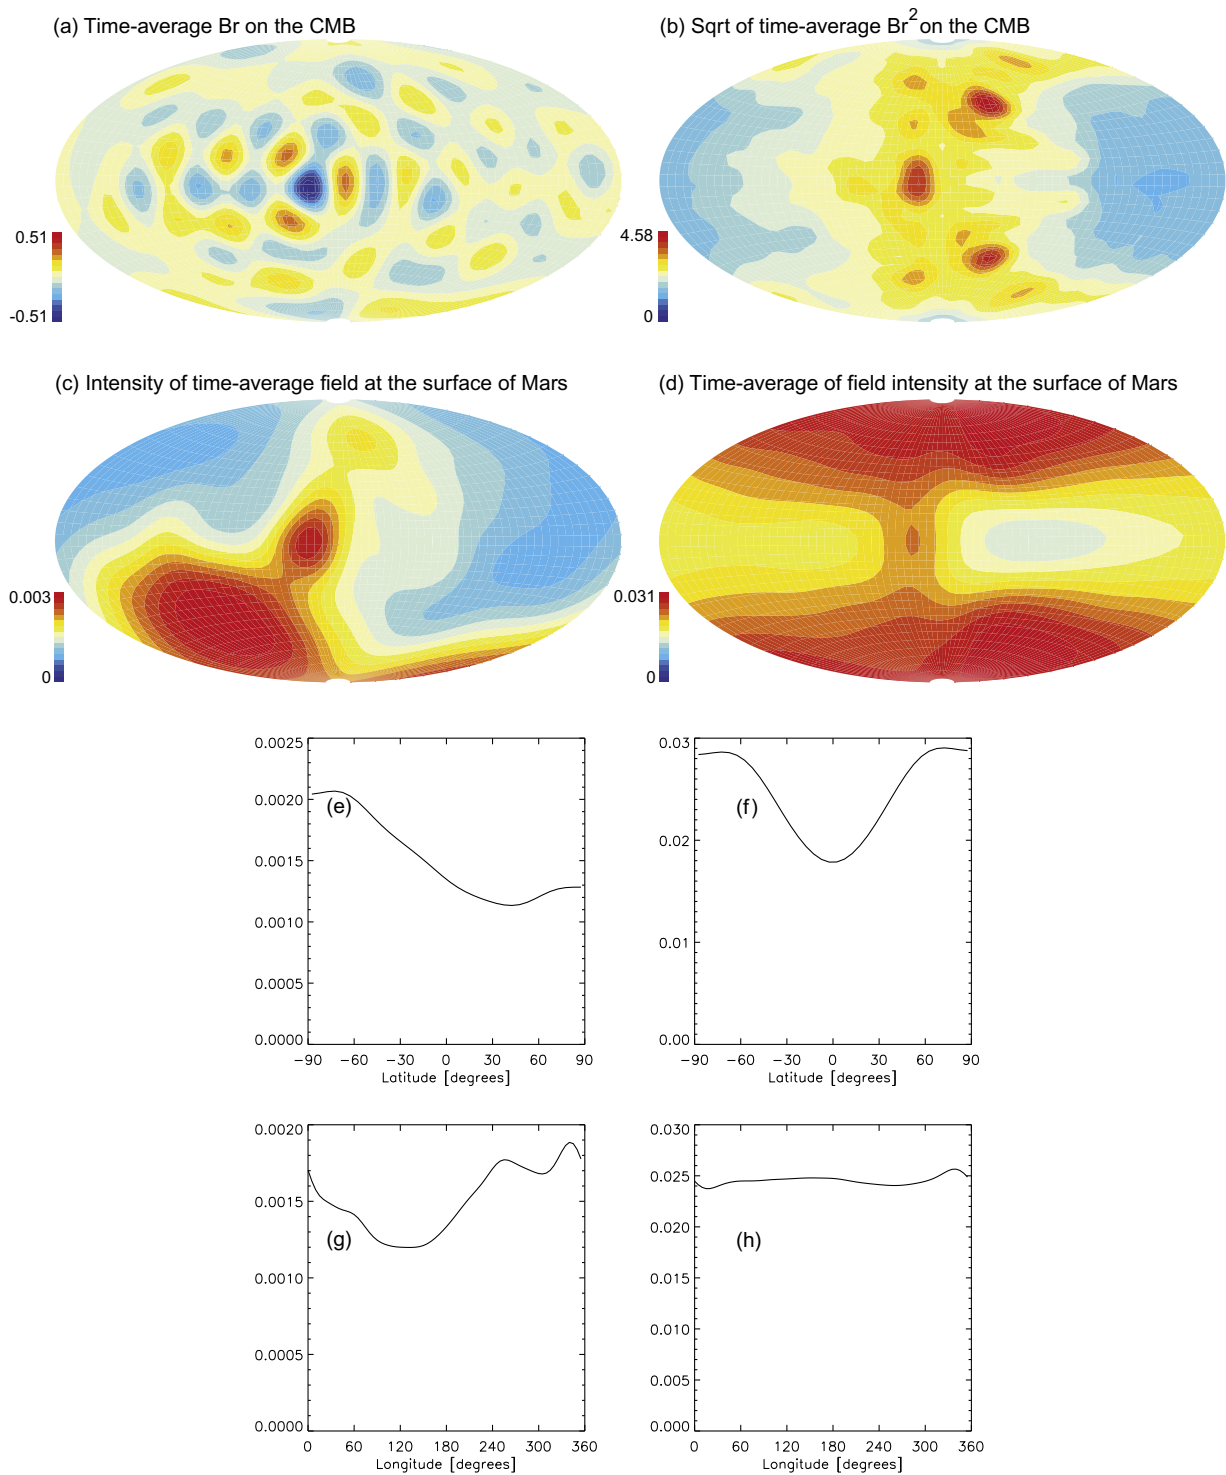 (a) Time-average Br on the CMB
(b) Sqrt of time-average Br² on the CMB
0.51
-0.51
4.58
0
(c) Intensity of time-average field at the surface of Mars
(d) Time-average of field intensity at the surface of Mars
0.003
0
0.031
0
0.0025
0.0020
0.0015
0.0010
0.0005
0.0000
(e)
-90 -60 -30 0 30 60 90
Latitude [degrees]
0.03
0.02
0.01
0.00
(f)
-90 -60 -30 0 30 60 90
Latitude [degrees]
0.0020
0.0015
0.0010
0.0005
0.0000
(g)
0 60 120 180 240 300 360
Longitude [degrees]
0.030
0.025
0.020
0.015
0.010
0.005
0.000
(h)
0 60 120 180 240 300 360
Longitude [degrees]